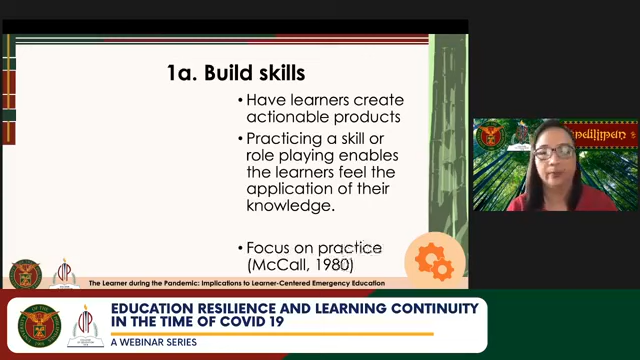 1a. Build skills
• Have learners create
actionable products
• Practicing a skill or
role playing enables
the learners feel the
application of their
knowledge.
• Focus on practice
(McCall, 1980)
The Learner during the Pandemic: Implications to Learner-Centered Emergency Education
EDUCATION RESILIENCE AND LEARNING CONTINUITY
IN THE TIME OF COVID 19
A WEBINAR SERIES